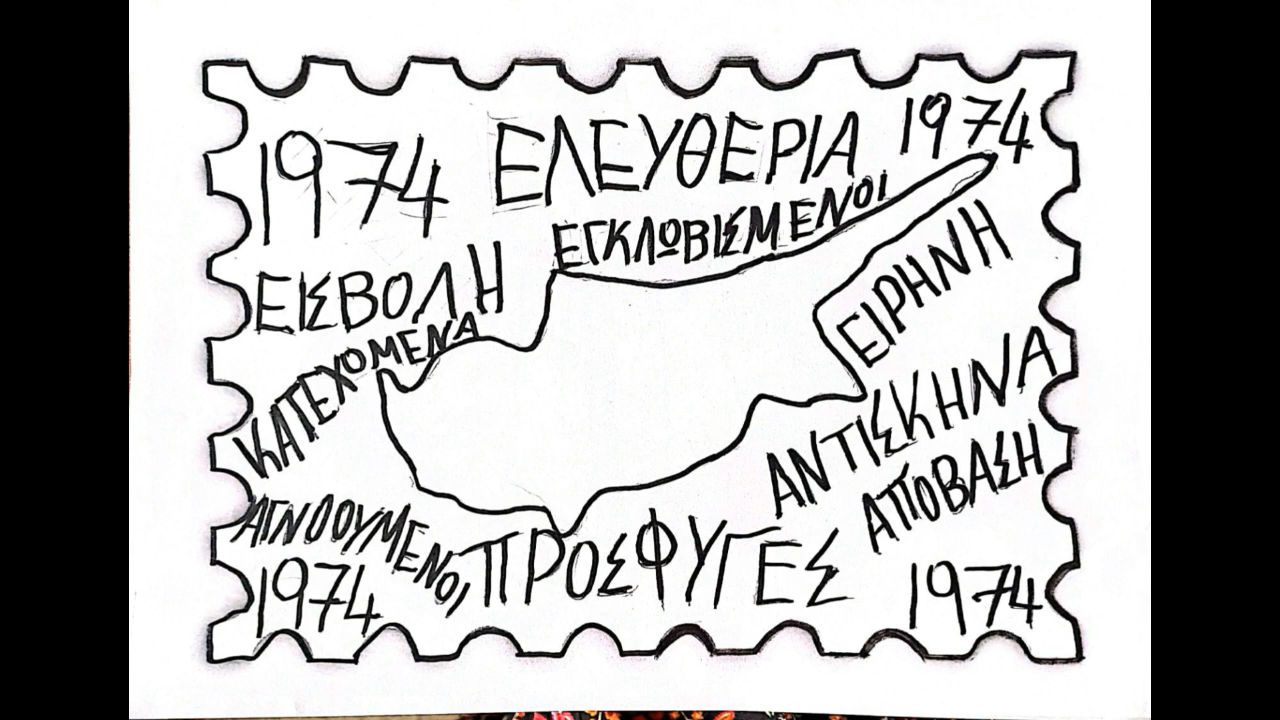 1974 ΕΛΕΥΘΕΡΙΑ 1974
ΕΓΚΛΩΒΙΣΜΕΝΟΙ
ΕΙΣΒΟΛΗ
ΕΙΡΗΝΗ
ΚΑΤΕΧΟΜΕΝΑ
ΑΝΤΙΣΚΗΝΑ
ΑΠΟΒΑΣΗ
ΑΓΝΟΟΥΜΕΝΟΙ
ΠΡΟΣΦΥΓΕΣ
1974
1974